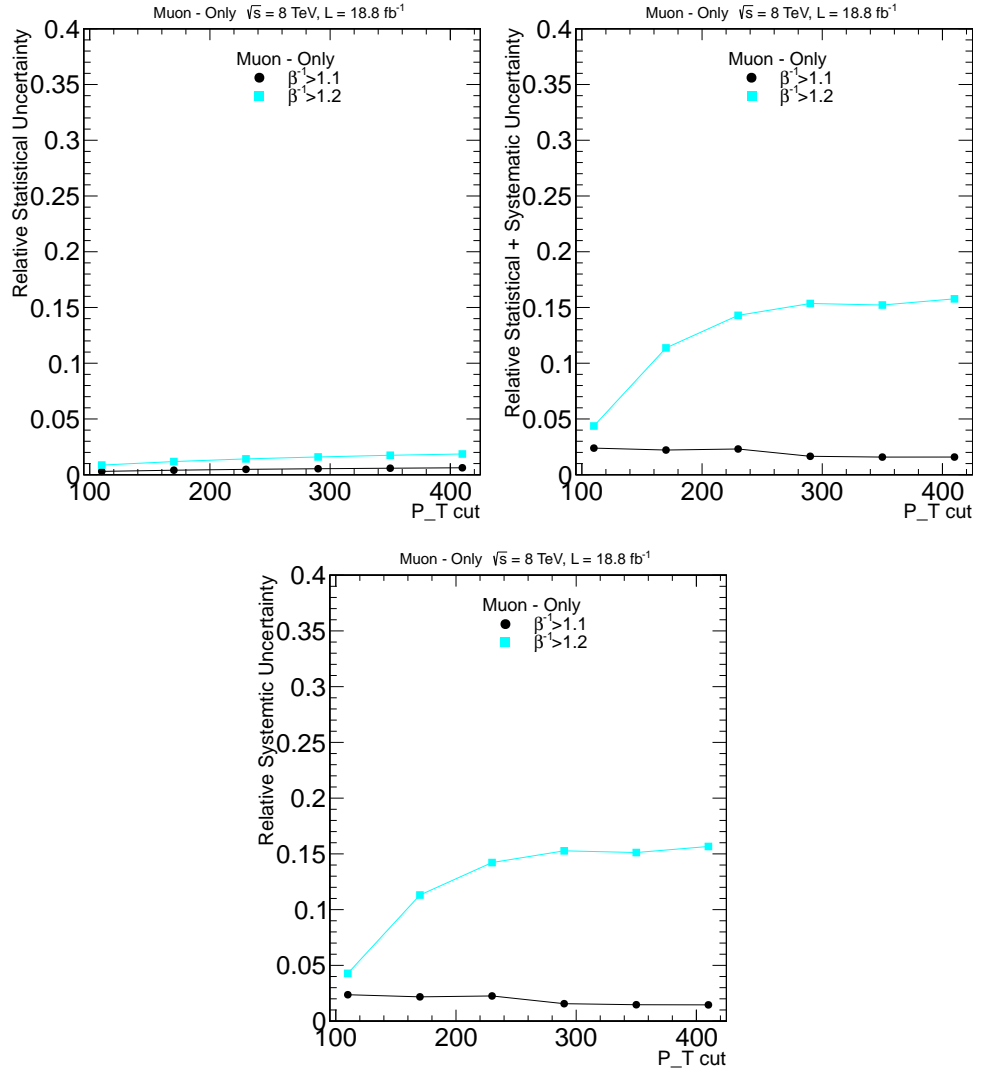 Muon - Only √s = 8 TeV, L = 18.8 fb⁻¹
Relative Statistical Uncertainty
Muon - Only
β⁻¹>1.1
β⁻¹>1.2
0.4
0.35
0.3
0.25
0.2
0.15
0.1
0.05
0
100 200 300 400
P_T cut
Muon - Only √s = 8 TeV, L = 18.8 fb⁻¹
Relative Statistical + Systematic Uncertainty
Muon - Only
β⁻¹>1.1
β⁻¹>1.2
0.4
0.35
0.3
0.25
0.2
0.15
0.1
0.05
0
100 200 300 400
P_T cut
Muon - Only √s = 8 TeV, L = 18.8 fb⁻¹
Relative Systemtic Uncertainty
Muon - Only
β⁻¹>1.1
β⁻¹>1.2
0.4
0.35
0.3
0.25
0.2
0.15
0.1
0.05
0
100 200 300 400
P_T cut